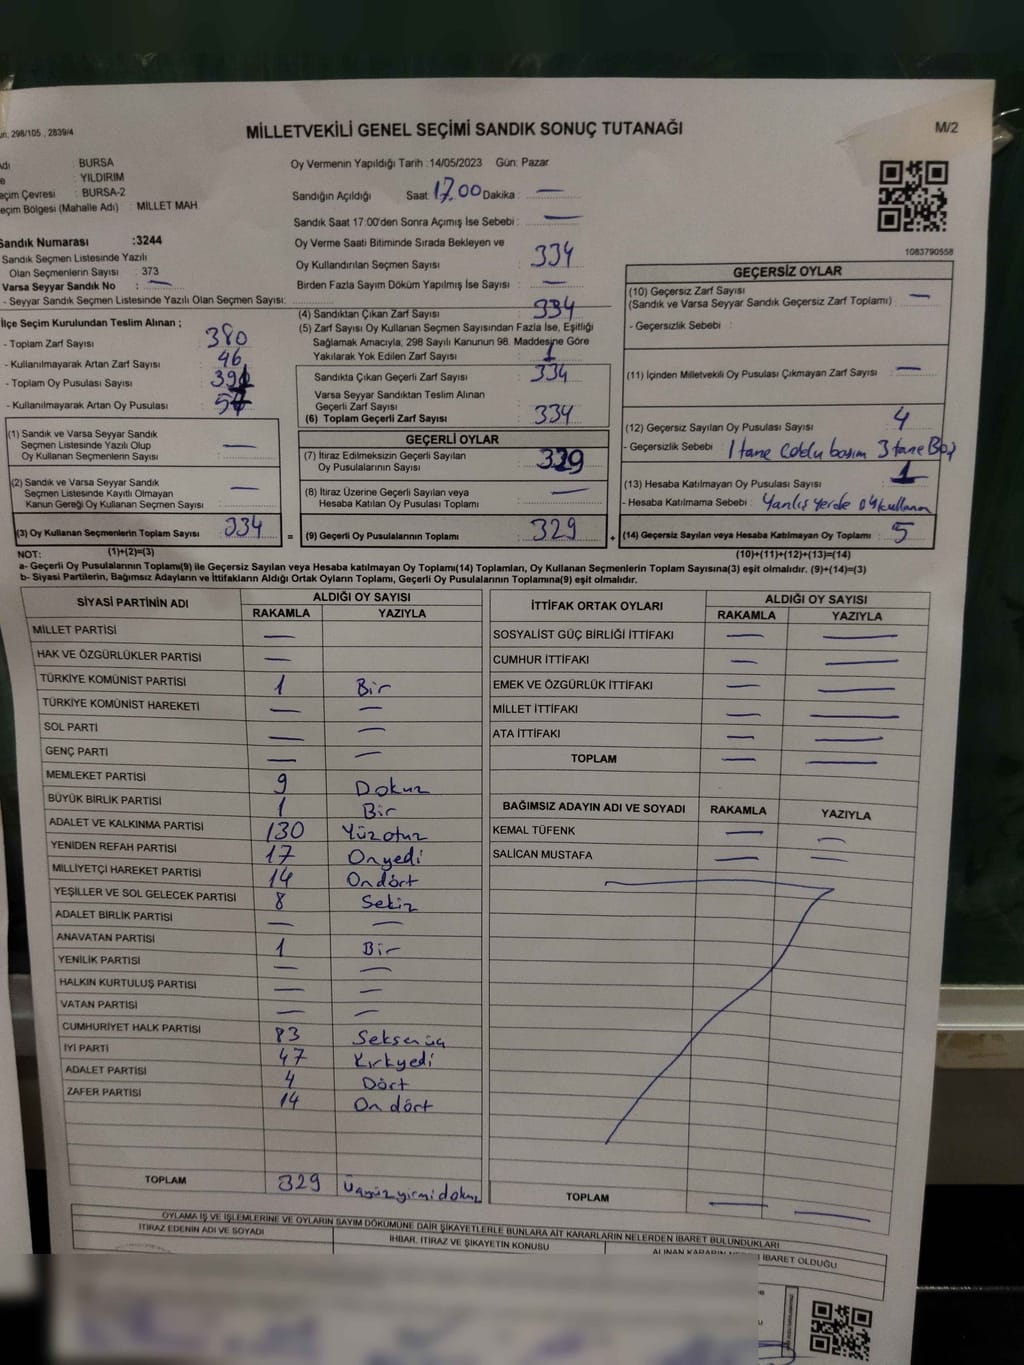 298/105 , 2839/4
MİLLETVEKİLİ GENEL SEÇİMİ SANDIK SONUÇ TUTANAĞI
M/2
BURSA
YILDIRIM
eçim Çevresi : BURSA-2
eçim Bölgesi (Mahalle Adı) : MİLLET MAH
Sandık Numarası :3244
Sandık Seçmen Listesinde Yazılı
Olan Seçmenlerin Sayısı : 373
Varsa Seyyar Sandık No : —
- Seyyar Sandık Seçmen Listesinde Yazılı Olan Seçmen Sayısı:
İlçe Seçim Kurulundan Teslim Alınan ;
- Toplam Zarf Sayısı : 380
- Kullanılmayarak Artan Zarf Sayısı : 46
- Toplam Oy Pusulası Sayısı : 391
- Kullanılmayarak Artan Oy Pusulası : 57
(1) Sandık ve Varsa Seyyar Sandık
Seçmen Listesinde Yazılı Olup
Oy Kullanan Seçmenlerin Sayısı : —
(2) Sandık ve Varsa Seyyar Sandık
Seçmen Listesinde Kayıtlı Olmayan
Kanun Gereği Oy Kullanan Seçmen Sayısı : —
(3) Oy Kullanan Seçmenlerin Toplam Sayısı : 334 =
Oy Vermenin Yapıldığı Tarih :14/05/2023 Gün: Pazar
Sandığın Açıldığı Saat: 17.00 Dakika : —
Sandık Saat 17:00'den Sonra Açımış İse Sebebi : —
Oy Verme Saati Bitiminde Sırada Bekleyen ve
Oy Kullandırılan Seçmen Sayısı : 334
Birden Fazla Sayım Döküm Yapılmış İse Sayısı : —
(4) Sandıktan Çıkan Zarf Sayısı : 334
(5) Zarf Sayısı Oy Kullanan Seçmen Sayısından Fazla İse, Eşitliği
Sağlamak Amacıyla; 298 Sayılı Kanunun 98. Maddesine Göre
Yakılarak Yok Edilen Zarf Sayısı : 1
Sandıkta Çıkan Geçerli Zarf Sayısı : 334
Varsa Seyyar Sandıktan Teslim Alınan
Geçerli Zarf Sayısı
(6) Toplam Geçerli Zarf Sayısı : 334
GEÇERLİ OYLAR
(7) İtiraz Edilmeksizin Geçerli Sayılan
Oy Pusulalarının Sayısı : 329
(8) İtiraz Üzerine Geçerli Sayılan veya
Hesaba Katılan Oy Pusulası Toplamı : —
(9) Geçerli Oy Pusulalarının Toplamı : 329 +
1083790558
GEÇERSİZ OYLAR
(10) Geçersiz Zarf Sayısı
(Sandık ve Varsa Seyyar Sandık Geçersiz Zarf Toplamı) : —
- Geçersizlik Sebebi :
(11) İçinden Milletvekili Oy Pusulası Çıkmayan Zarf Sayısı : —
(12) Geçersiz Sayılan Oy Pusulası Sayısı : 4
- Geçersizlik Sebebi : 1 tane basım 3 tane Boş
(13) Hesaba Katılmayan Oy Pusulası Sayısı : 1
- Hesaba Katılmama Sebebi : Yanlış yerde oy kullanım
(14) Geçersiz Sayılan veya Hesaba Katılmayan Oy Toplamı : 5
NOT: (1)+(2)=(3) (10)+(11)+(12)+(13)=(14)
a- Geçerli Oy Pusulalarının Toplamı(9) ile Geçersiz Sayılan veya Hesaba Katılmayan Oy Toplamı(14) Toplamları, Oy Kullanan Seçmenlerin Toplam Sayısına(3) eşit olmalıdır. (9)+(14)=(3)
b- Siyasi Partilerin, Bağımsız Adayların ve İttifakların Aldığı Ortak Oyların Toplamı, Geçerli Oy Pusulalarının Toplamına(9) eşit olmalıdır.
SİYASİ PARTİNİN ADI ALDIĞI OY SAYISI
RAKAMLA YAZIYLA
MİLLET PARTİSİ —
HAK VE ÖZGÜRLÜKLER PARTİSİ —
TÜRKİYE KOMÜNİST PARTİSİ 1 Bir
TÜRKİYE KOMÜNİST HAREKETİ — —
SOL PARTİ — —
GENÇ PARTİ — —
MEMLEKET PARTİSİ 9 Dokuz
BÜYÜK BİRLİK PARTİSİ 1 Bir
ADALET VE KALKINMA PARTİSİ 130 Yüzotuz
YENİDEN REFAH PARTİSİ 17 Onyedi
MİLLİYETÇİ HAREKET PARTİSİ 14 Ondört
YEŞİLLER VE SOL GELECEK PARTİSİ 8 Sekiz
ADALET BİRLİK PARTİSİ — —
ANAVATAN PARTİSİ 1 Bir
YENİLİK PARTİSİ — —
HALKIN KURTULUŞ PARTİSİ — —
VATAN PARTİSİ — —
CUMHURİYET HALK PARTİSİ 83 Seksenüç
İYİ PARTİ 47 Kırkyedi
ADALET PARTİSİ 4 Dört
ZAFER PARTİSİ 14 On dört
TOPLAM 329 Üçyüzyirmidokuz
İTTİFAK ORTAK OYLARI ALDIĞI OY SAYISI
RAKAMLA YAZIYLA
SOSYALİST GÜÇ BİRLİĞİ İTTİFAKI — —
CUMHUR İTTİFAKI — —
EMEK VE ÖZGÜRLÜK İTTİFAKI — —
MİLLET İTTİFAKI — —
ATA İTTİFAKI — —
TOPLAM — —
BAĞIMSIZ ADAYIN ADI VE SOYADI RAKAMLA YAZIYLA
KEMAL TÜFENK — —
SALİCAN MUSTAFA — —
TOPLAM — —
OYLAMA İŞ VE İŞLEMLERİNE VE OYLARIN SAYIM DÖKÜMÜNE DAİR ŞİKAYETLERLE BUNLARA AİT KARARLARIN NELERDEN İBARET BULUNDUKLARI
İTİRAZ EDENİN ADI VE SOYADI İHBAR, İTİRAZ VE ŞİKAYETİN KONUSU ALINAN İBARET OLDUĞU